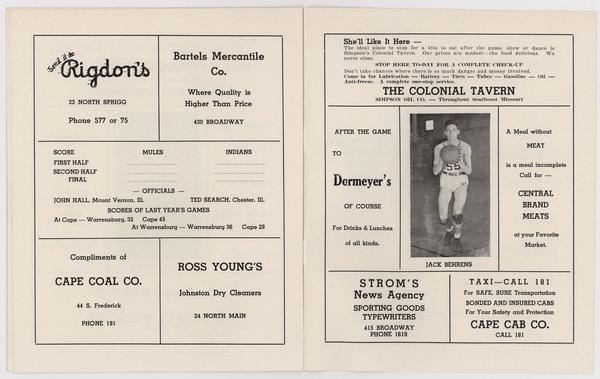 Send it to
Rigdon's
22 NORTH SPRIGG
Phone 577 or 75
Bartels Mercantile
Co.
Where Quality is
Higher Than Price
430 BROADWAY
SCORE MULES INDIANS
FIRST HALF
SECOND HALF
FINAL
— OFFICIALS —
JOHN HALL, Mount Vernon, Ill. TED SEARCH, Chester, Ill.
SCORES OF LAST YEAR'S GAMES
At Cape — Warrensburg, 32 Cape 45
At Warrensburg — Warrensburg 36 Cape 28
Compliments of
CAPE COAL CO.
44 S. Frederick
PHONE 191
ROSS YOUNG'S
Johnston Dry Cleaners
24 NORTH MAIN
She'll Like It Here —
The ideal place to stop for a bite to eat after the game, show or dance is
Simpson's Colonial Tavern. Our prices are modest—the food delicious. We
never close.
STOP HERE TO-DAY FOR A COMPLETE CHECK-UP
Don't take chances where there is so much danger and money involved.
Come in for Lubrication — Battery — Tires — Tubes — Gasoline — Oil —
Anti-freeze. A complete one-stop service.
THE COLONIAL TAVERN
SIMPSON OIL CO. — Throughout Southeast Missouri
AFTER THE GAME
TO
Dormeyer's
OF COURSE
For Drinks & Lunches
of all kinds.
55
JACK BEHRENS
A Meal without
MEAT
is a meal incomplete
Call for —
CENTRAL
BRAND
MEATS
at your Favorite
Market.
STROM'S
News Agency
SPORTING GOODS
TYPEWRITERS
415 BROADWAY
PHONE 1618
TAXI—CALL 181
For SAFE, SURE Transportation
BONDED AND INSURED CABS
For Your Safety and Protection
CAPE CAB CO.
CALL 181